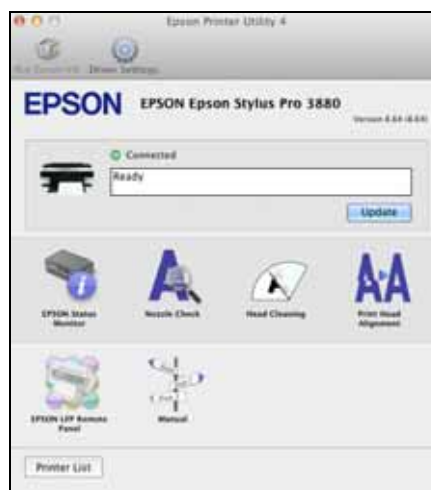 Epson Printer Utility 4
Driver Settings
EPSON EPSON Epson Stylus Pro 3880
Connected
Ready
Update
EPSON Status Monitor
Nozzle Check
Head Cleaning
Print Head Alignment
EPSON LFP Remote Panel
Manual
Printer List